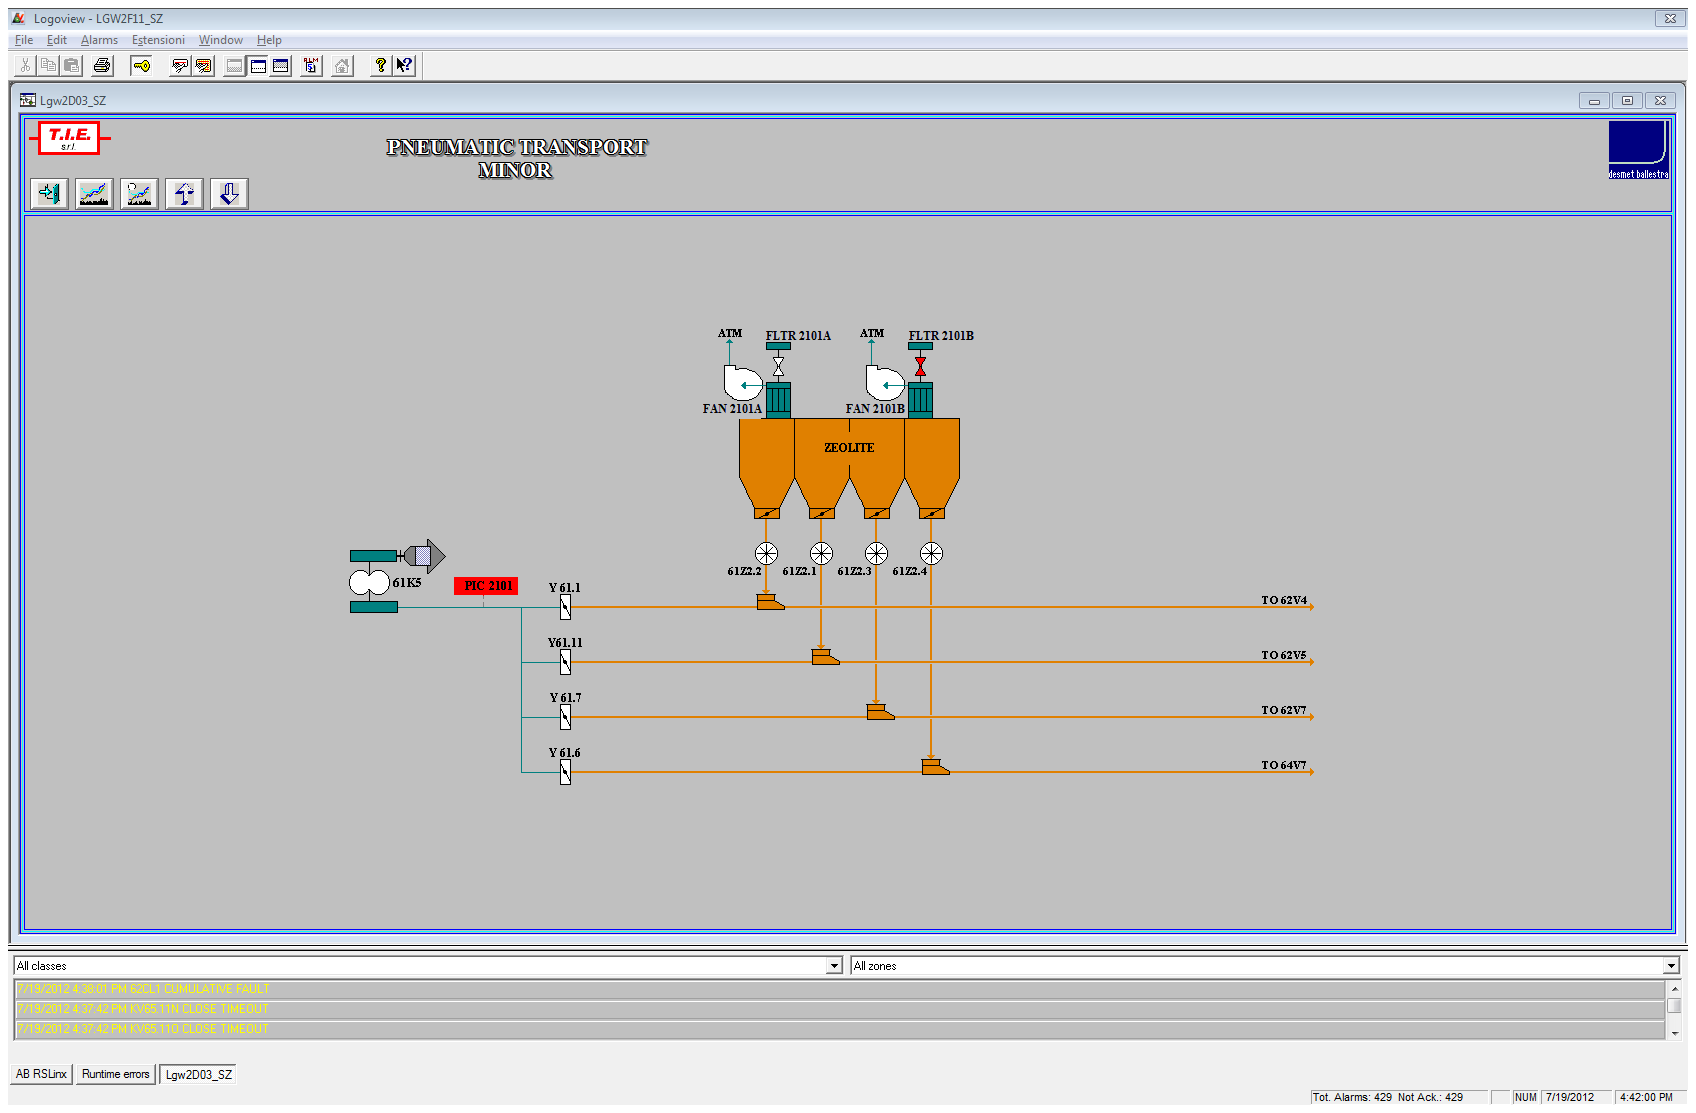 Logoview - LGW2F11_SZ
File Edit Alarms Estensioni Window Help
Lgw2D03_SZ
T.I.E.
s.r.l.
PNEUMATIC TRANSPORT
MINOR
desmet ballestra
ATM
FLTR 2101A
ATM
FLTR 2101B
FAN 2101A
FAN 2101B
ZEOLITE
61Z2.2
61Z2.1
61Z2.3
61Z2.4
61K5
PIC 2101
Y 61.1
TO 62V4
Y61.11
TO 62V5
Y 61.7
TO 62V7
Y 61.6
TO 64V7
All classes
All zones
7/19/2012 4:38:01 PM 62CL1 CUMULATIVE FAULT
7/19/2012 4:37:42 PM KV65.11N CLOSE TIMEOUT
7/19/2012 4:37:42 PM KV65.11O CLOSE TIMEOUT
AB RSLinx
Runtime errors
Lgw2D03_SZ
Tot. Alarms: 429 Not Ack.: 429
NUM
7/19/2012
4:42:00 PM